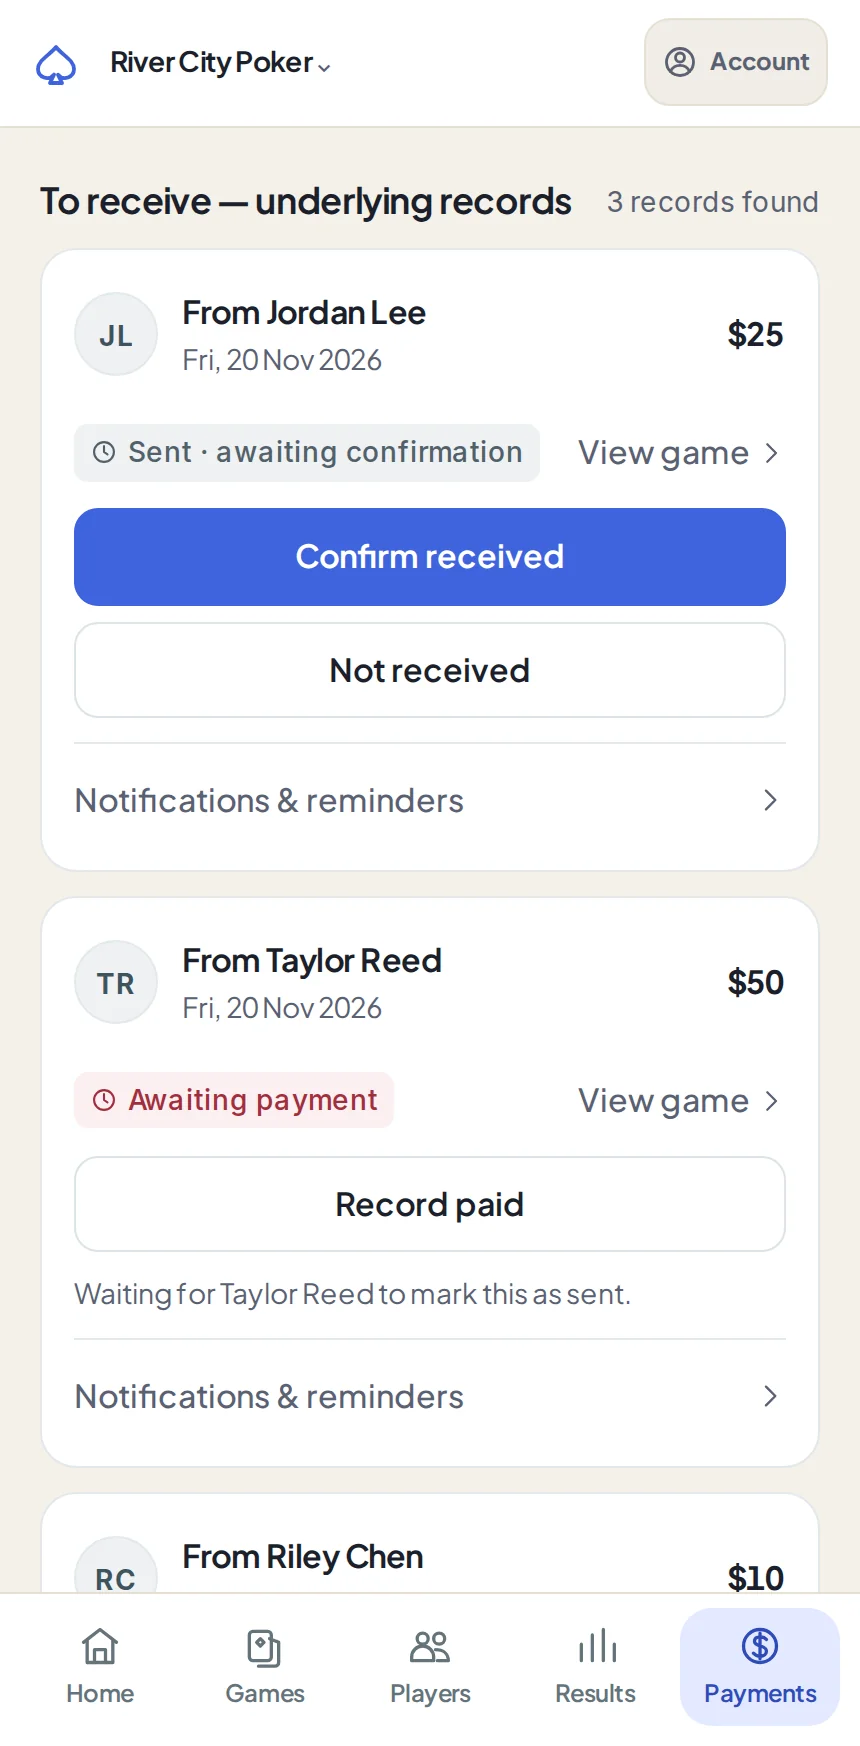 River City Poker
Account
To receive — underlying records
3 records found
JL
From Jordan Lee
Fri, 20 Nov 2026
$25
Sent · awaiting confirmation
View game
Confirm received
Not received
Notifications & reminders
TR
From Taylor Reed
Fri, 20 Nov 2026
$50
Awaiting payment
View game
Record paid
Waiting for Taylor Reed to mark this as sent.
Notifications & reminders
RC
From Riley Chen
$10
Home
Games
Players
Results
Payments